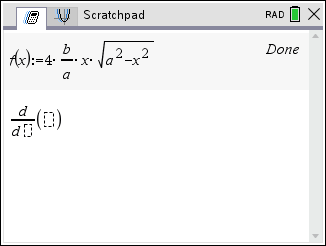 Scratchpad RAD
f(x):=4·b/a·x·√(a²−x²) Done
d/d□(□)